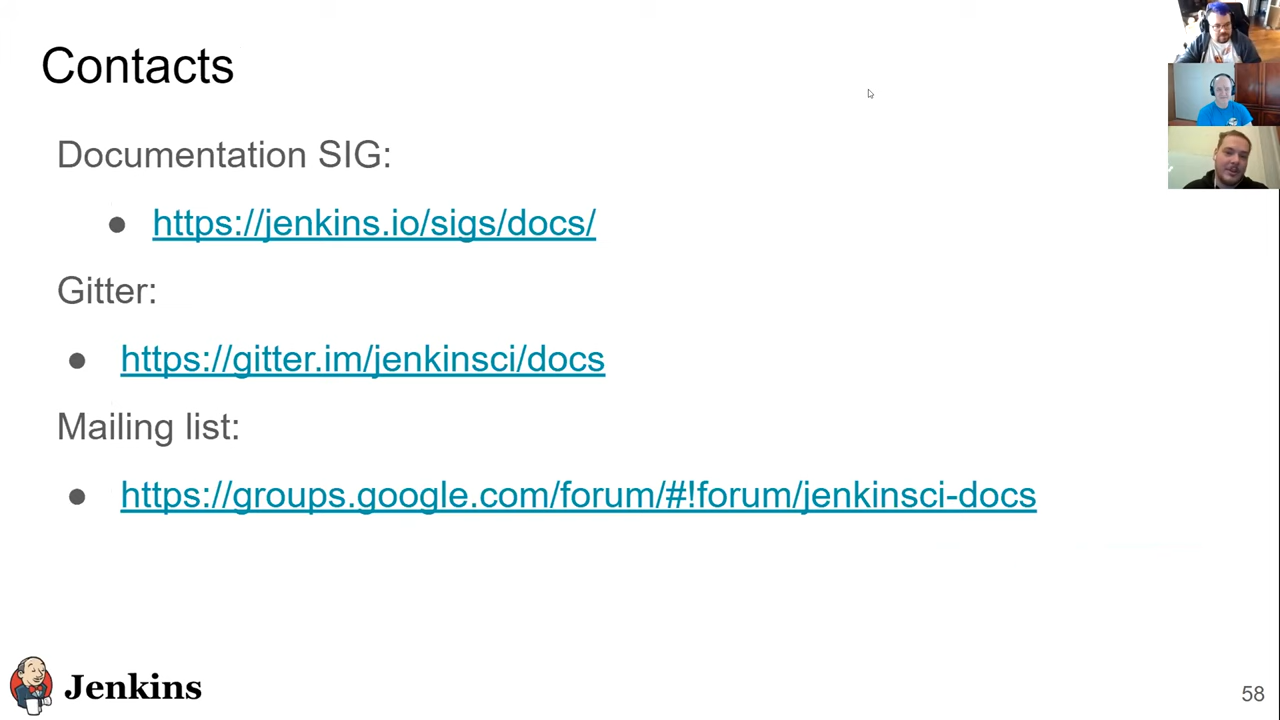 Contacts
Documentation SIG:
● https://jenkins.io/sigs/docs/
Gitter:
● https://gitter.im/jenkinsci/docs
Mailing list:
● https://groups.google.com/forum/#!forum/jenkinsci-docs
Jenkins
58